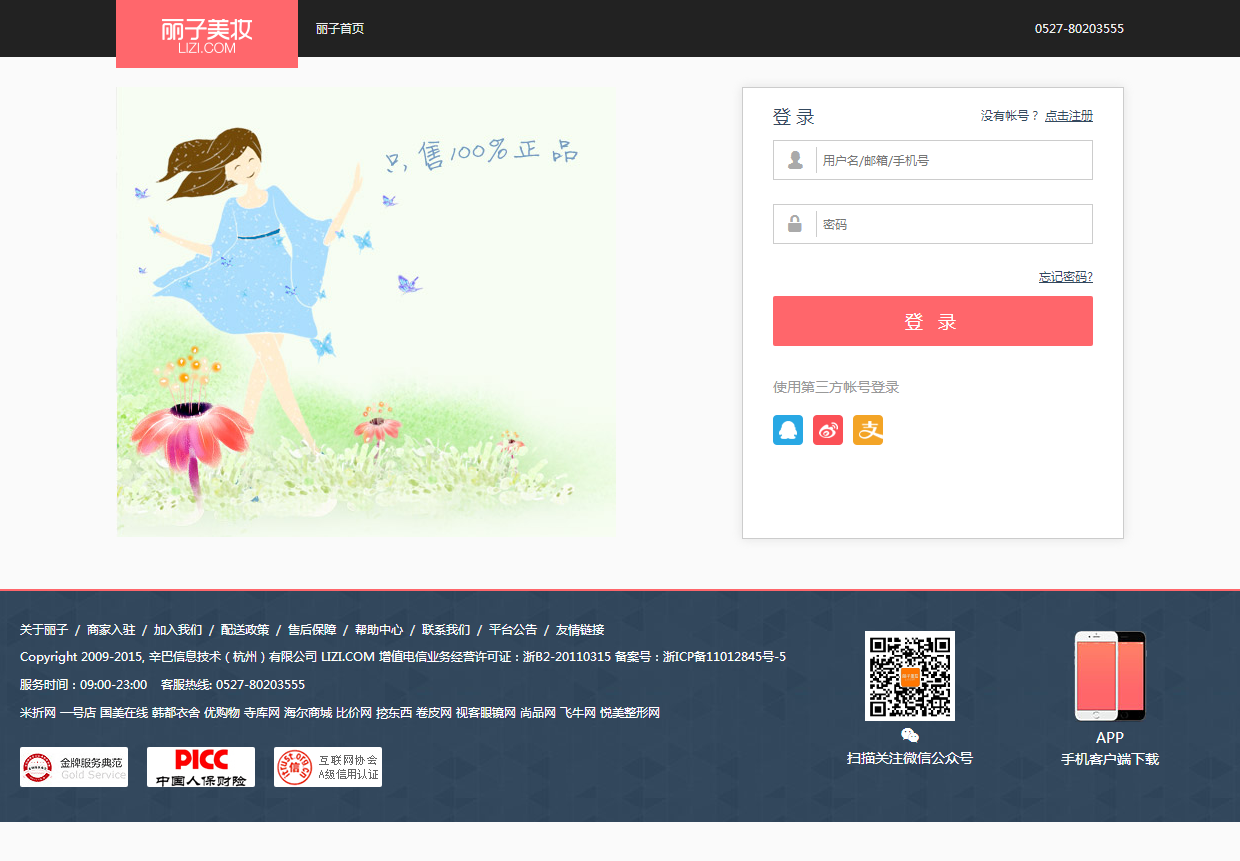 丽子美妆
LIZI.COM
丽子首页
0527-80203555
只售100%正品
登 录
没有帐号？ 点击注册
用户名/邮箱/手机号
密码
忘记密码?
登 录
使用第三方帐号登录
支
关于丽子 / 商家入驻 / 加入我们 / 配送政策 / 售后保障 / 帮助中心 / 联系我们 / 平台公告 / 友情链接
Copyright 2009-2015, 辛巴信息技术（杭州）有限公司 LIZI.COM 增值电信业务经营许可证：浙B2-20110315 备案号：浙ICP备11012845号-5
服务时间：09:00-23:00 客服热线: 0527-80203555
米折网 一号店 国美在线 韩都衣舍 优购物 寺库网 海尔商城 比价网 挖东西 卷皮网 视客眼镜网 尚品网 飞牛网 悦美整形网
金牌服务典范
Gold Service
PICC
中国人保财险
信
互联网协会
A级信用认证
扫描关注微信公众号
APP
手机客户端下载